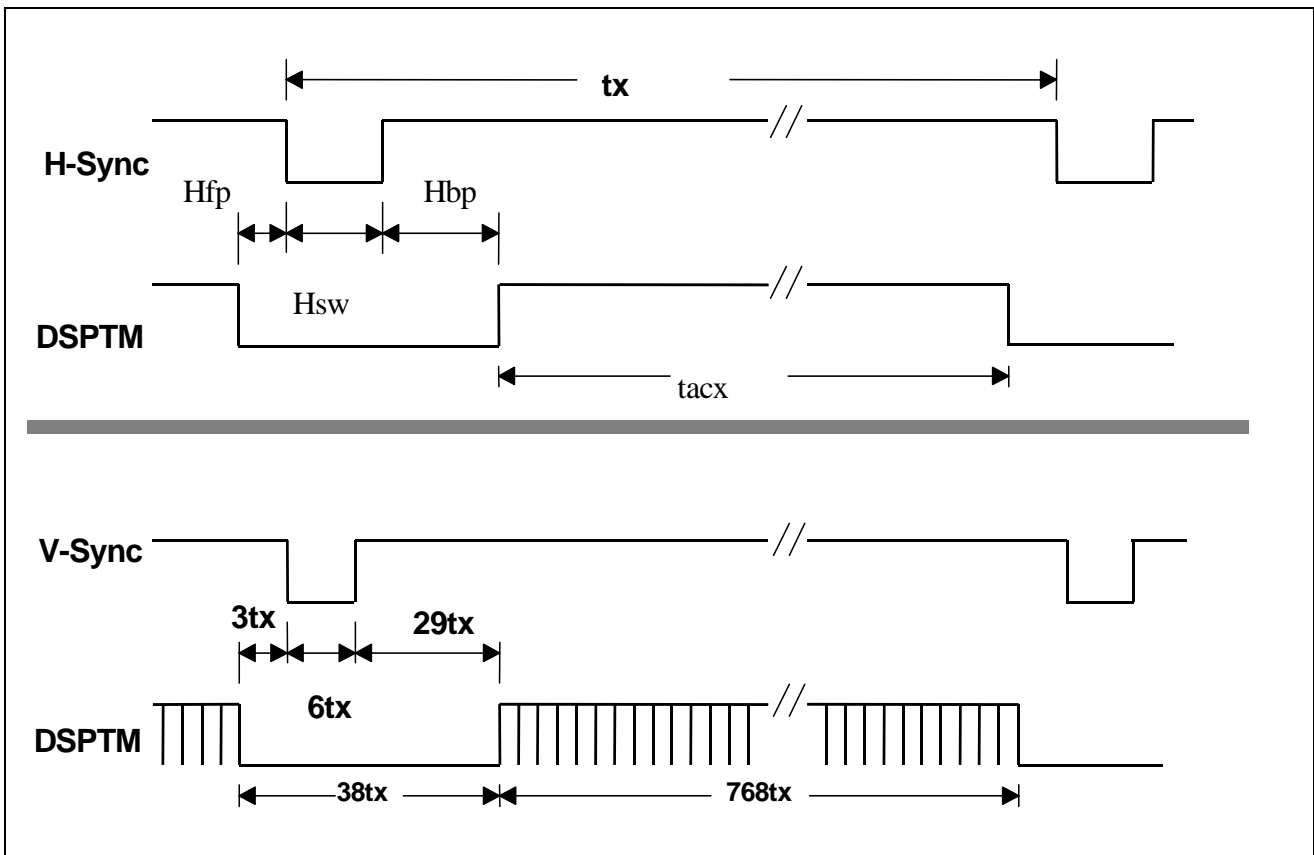 tx
H-Sync
Hfp
Hbp
Hsw
DSPTM
tacx
V-Sync
3tx
29tx
6tx
DSPTM
38tx
768tx